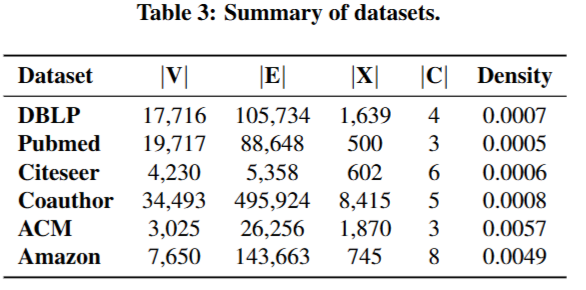 Table 3: Summary of datasets.
Dataset |V| |E| |X| |C| Density
DBLP 17,716 105,734 1,639 4 0.0007
Pubmed 19,717 88,648 500 3 0.0005
Citeseer 4,230 5,358 602 6 0.0006
Coauthor 34,493 495,924 8,415 5 0.0008
ACM 3,025 26,256 1,870 3 0.0057
Amazon 7,650 143,663 745 8 0.0049